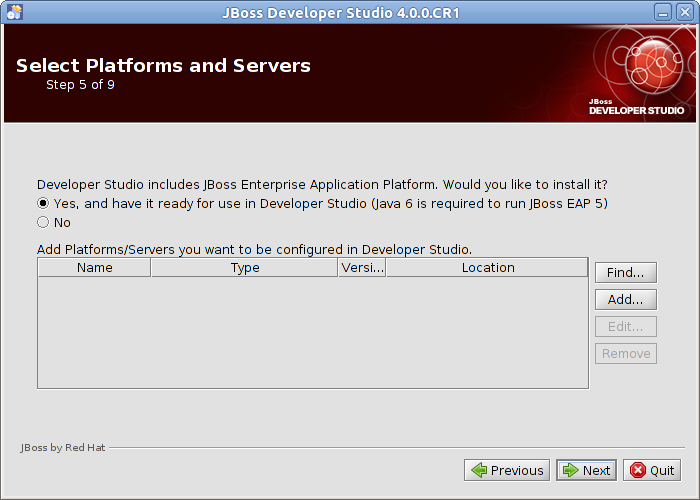 JBoss Developer Studio 4.0.0.CR1
Select Platforms and Servers
Step 5 of 9
JBoss
DEVELOPER STUDIO
Developer Studio includes JBoss Enterprise Application Platform. Would you like to install it?
Yes, and have it ready for use in Developer Studio (Java 6 is required to run JBoss EAP 5)
No
Add Platforms/Servers you want to be configured in Developer Studio.
Name Type Versi... Location
Find...
Add...
Edit...
Remove
JBoss by Red Hat
Previous Next Quit